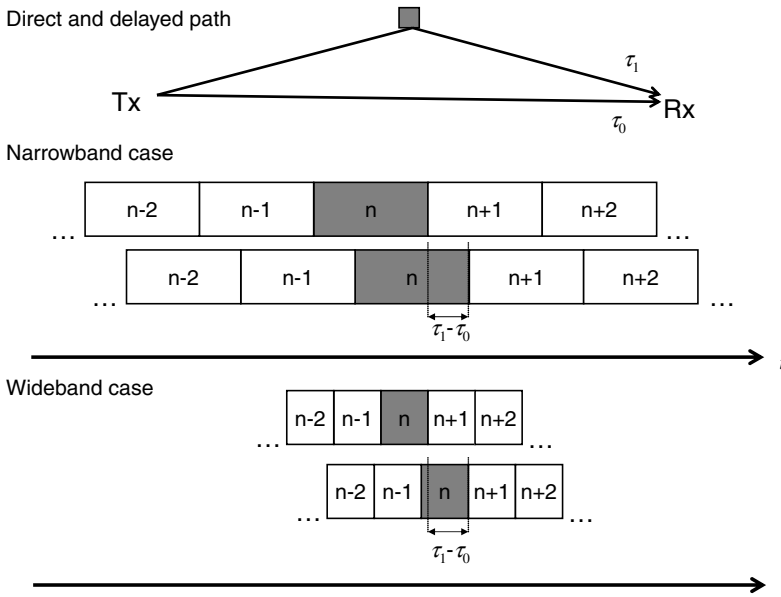 Direct and delayed path
τ₁
Tx
Rx
τ₀
Narrowband case
n-2 n-1 n n+1 n+2
... ...
n-2 n-1 n n+1 n+2
... ...
τ₁-τ₀
Wideband case
n-2 n-1 n n+1 n+2
... ...
n-2 n-1 n n+1 n+2
... ...
τ₁-τ₀